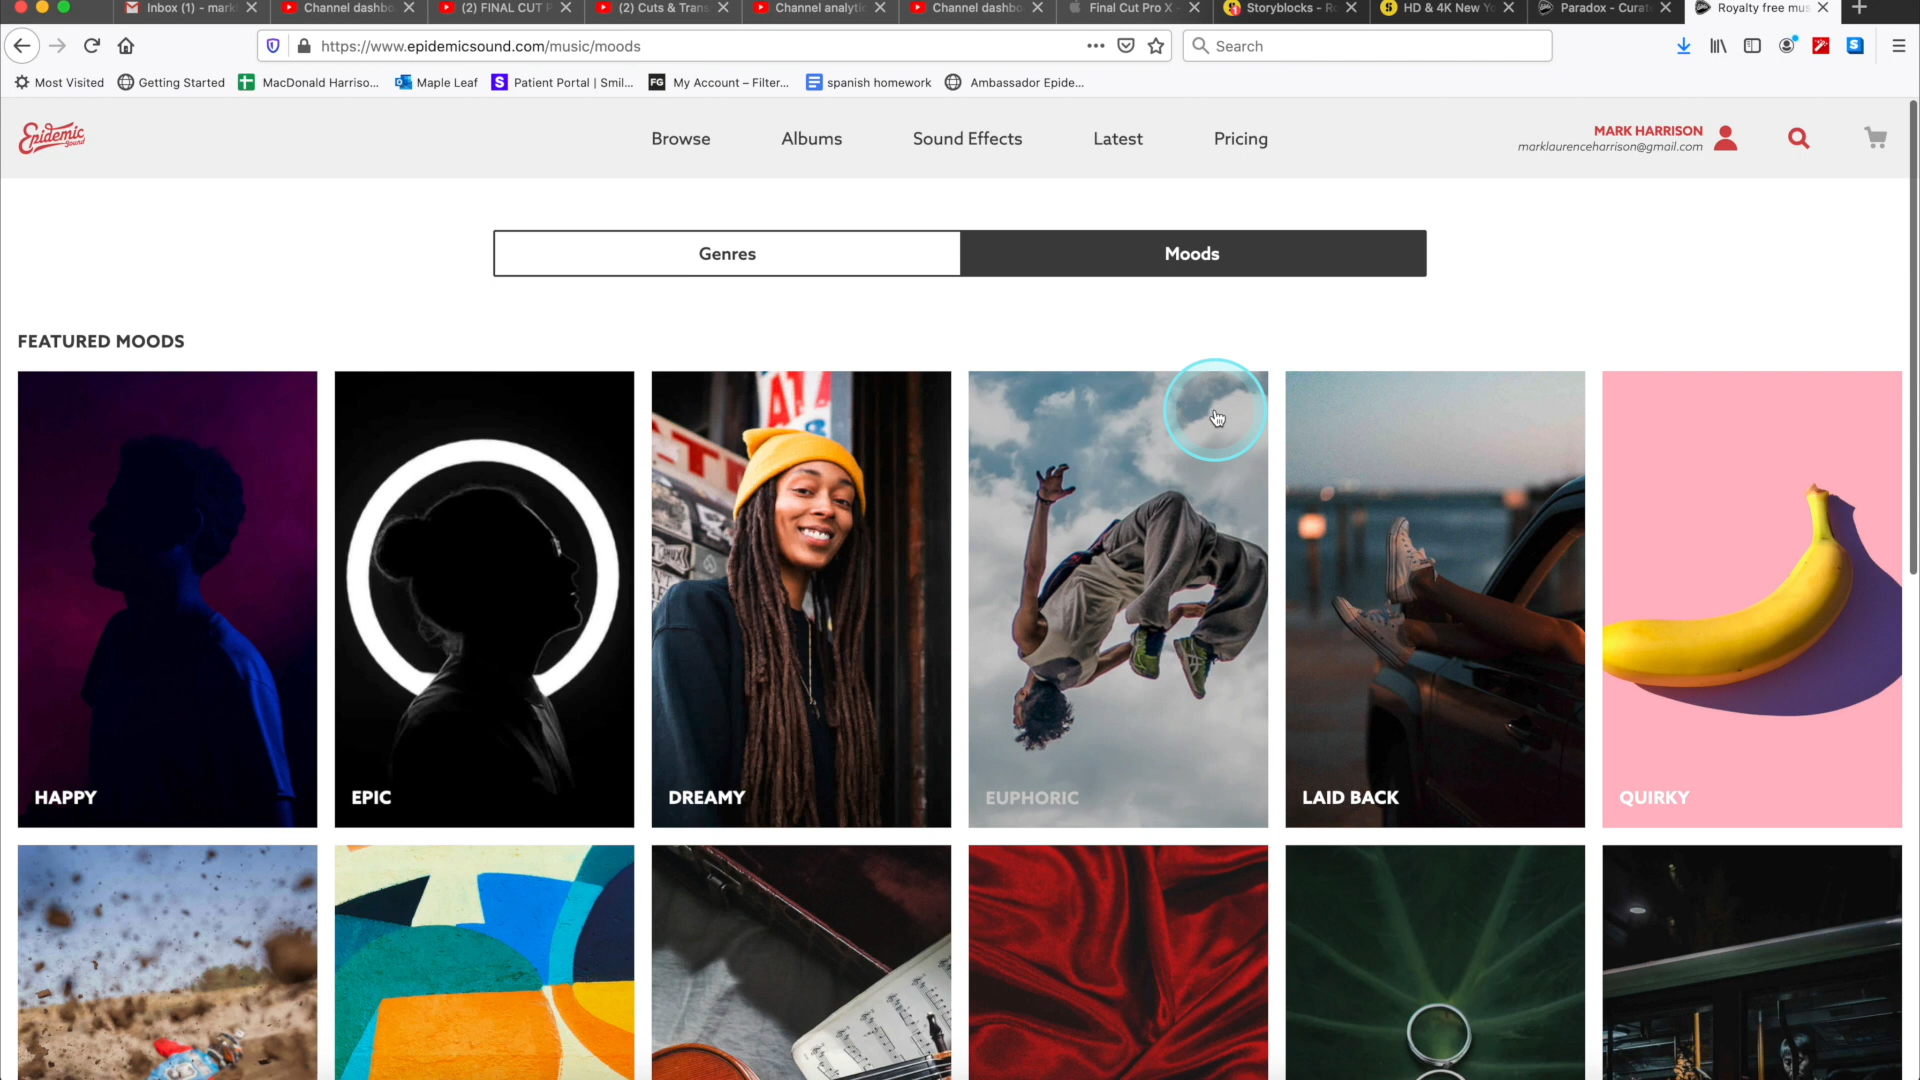 Inbox (1) - mark
Channel dashbo
(2) FINAL CUT P
(2) Cuts & Trans
Channel analytic
Channel dashbo
Final Cut Pro X -
Storyblocks - Ro
HD & 4K New Yo
Paradox - Curat
Royalty free mus
https://www.epidemicsound.com/music/moods
Search
Most Visited
Getting Started
MacDonald Harriso...
Maple Leaf
Patient Portal | Smil...
My Account – Filter...
spanish homework
Ambassador Epide...
Epidemic
Sound
Browse
Albums
Sound Effects
Latest
Pricing
MARK HARRISON
marklaurenceharrison@gmail.com
Genres
Moods
FEATURED MOODS
HAPPY
EPIC
DREAMY
EUPHORIC
LAID BACK
QUIRKY